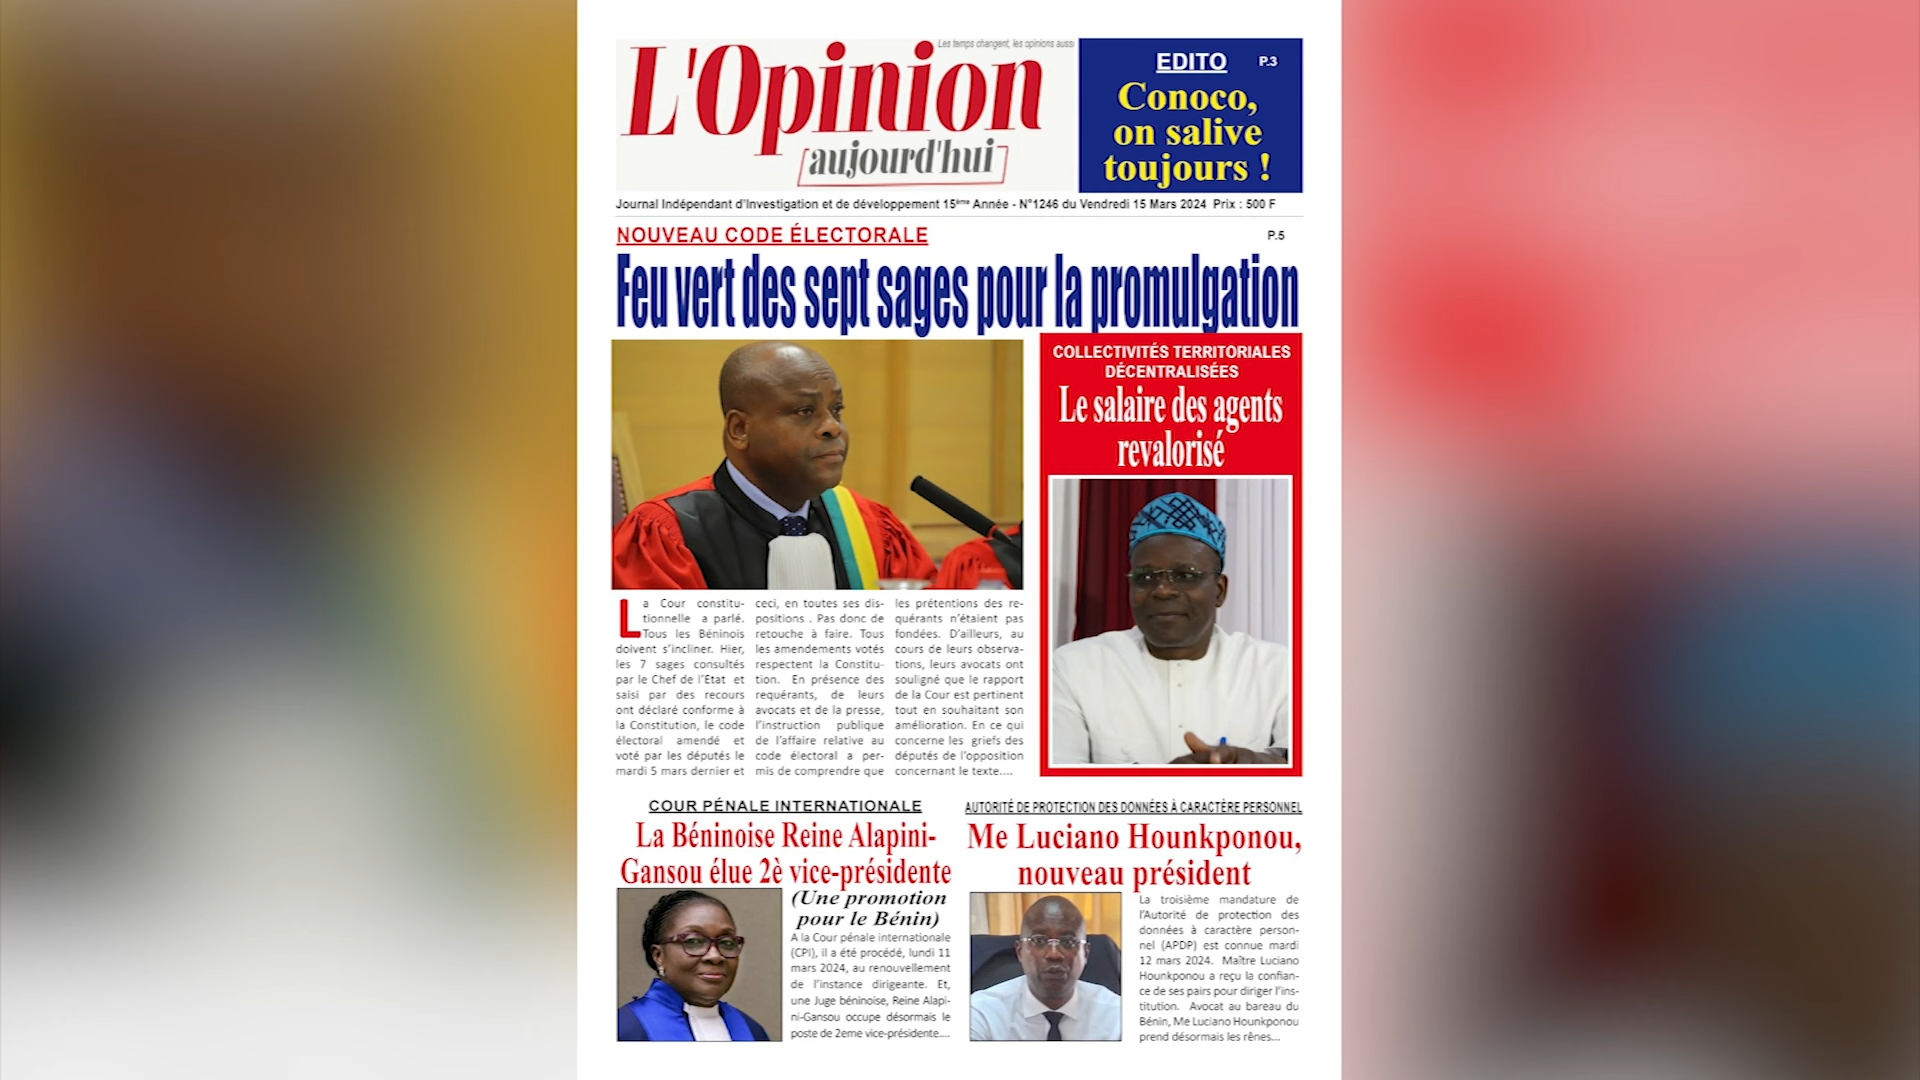 Les temps changent, les opinions aussi
L'Opinion
aujourd'hui
EDITO P.3
Conoco,
on salive
toujours !
Journal Indépendant d'Investigation et de développement 15ème Année - N°1246 du Vendredi 15 Mars 2024 Prix : 500 F
NOUVEAU CODE ÉLECTORALE P.5
Feu vert des sept sages pour la promulgation
COLLECTIVITÉS TERRITORIALES
DÉCENTRALISÉES
Le salaire des agents
revalorisé
La Cour constitu-
tionnelle a parlé.
Tous les Béninois
doivent s'incliner. Hier,
les 7 sages consultés
par le Chef de l'Etat et
saisi par des recours
ont déclaré conforme à
la Constitution, le code
électoral amendé et
voté par les députés le
mardi 5 mars dernier et
ceci, en toutes ses dis-
positions . Pas donc de
retouche à faire. Tous
les amendements votés
respectent la Constitu-
tion. En présence des
requérants, de leurs
avocats et de la presse,
l'instruction publique
de l'affaire relative au
code électoral a per-
mis de comprendre que
les prétentions des re-
quérants n'étaient pas
fondées. D'ailleurs, au
cours de leurs observa-
tions, leurs avocats ont
souligné que le rapport
de la Cour est pertinent
tout en souhaitant son
amélioration. En ce qui
concerne les griefs des
députés de l'opposition
concernant le texte....
COUR PÉNALE INTERNATIONALE
La Béninoise Reine Alapini-
Gansou élue 2è vice-présidente
(Une promotion
pour le Bénin)
A la Cour pénale internationale
(CPI), il a été procédé, lundi 11
mars 2024, au renouvellement
de l'instance dirigeante. Et,
une Juge béninoise, Reine Alapi-
ni-Gansou occupe désormais le
poste de 2eme vice-présidente....
AUTORITÉ DE PROTECTION DES DONNÉES À CARACTÈRE PERSONNEL
Me Luciano Hounkponou,
nouveau président
La troisième mandature de
l'Autorité de protection des
données à caractère person-
nel (APDP) est connue mardi
12 mars 2024. Maître Luciano
Hounkponou a reçu la confian-
ce de ses pairs pour diriger l'ins-
titution. Avocat au bareau du
Bénin, Me Luciano Hounkponou
prend désormais les rênes...